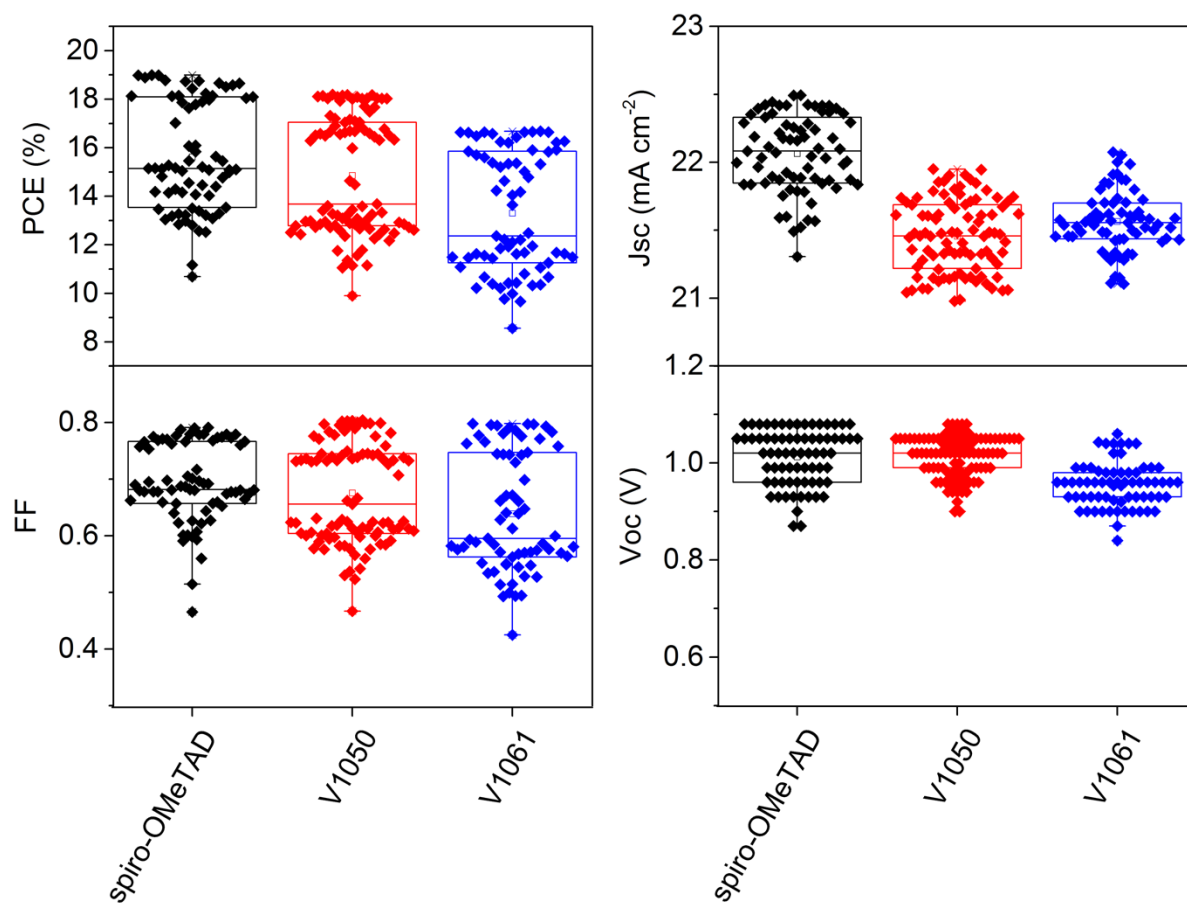 PCE (%)
20
18
16
14
12
10
8
Jsc (mA cm⁻²)
23
22
21
FF
0.8
0.6
0.4
Voc (V)
1.2
1.0
0.8
0.6
spiro-OMeTAD
V1050
V1061
spiro-OMeTAD
V1050
V1061